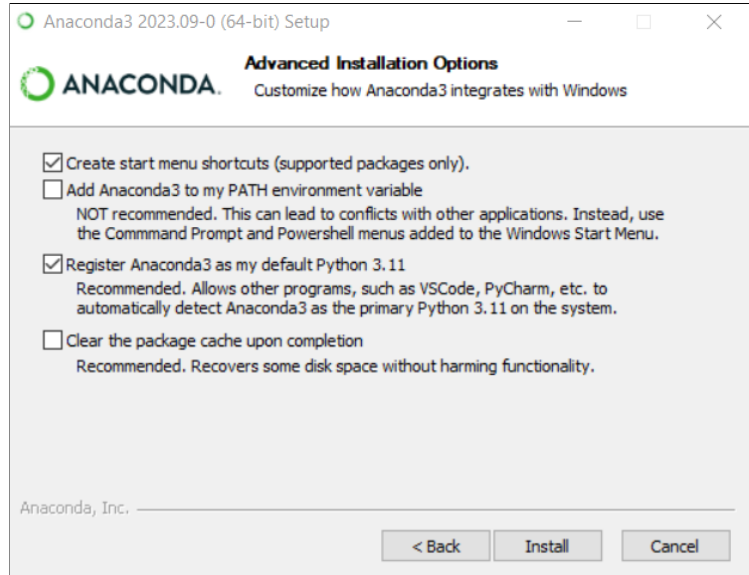 Anaconda3 2023.09-0 (64-bit) Setup
ANACONDA.
Advanced Installation Options
Customize how Anaconda3 integrates with Windows
Create start menu shortcuts (supported packages only).
Add Anaconda3 to my PATH environment variable
NOT recommended. This can lead to conflicts with other applications. Instead, use
the Commmand Prompt and Powershell menus added to the Windows Start Menu.
Register Anaconda3 as my default Python 3.11
Recommended. Allows other programs, such as VSCode, PyCharm, etc. to
automatically detect Anaconda3 as the primary Python 3.11 on the system.
Clear the package cache upon completion
Recommended. Recovers some disk space without harming functionality.
Anaconda, Inc.
< Back Install Cancel